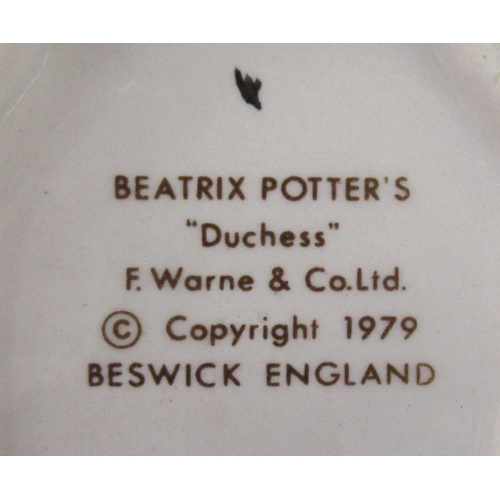 BEATRIX POTTER'S
"Duchess"
F. Warne & Co.Ltd.
© Copyright 1979
BESWICK ENGLAND